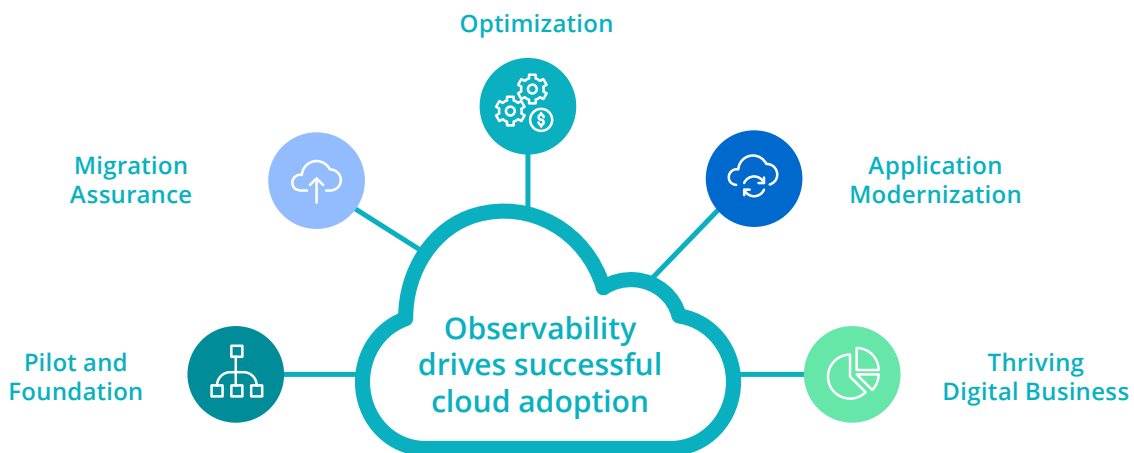 Optimization
Migration
Assurance
Application
Modernization
Observability
drives successful
cloud adoption
Pilot and
Foundation
Thriving
Digital Business
$